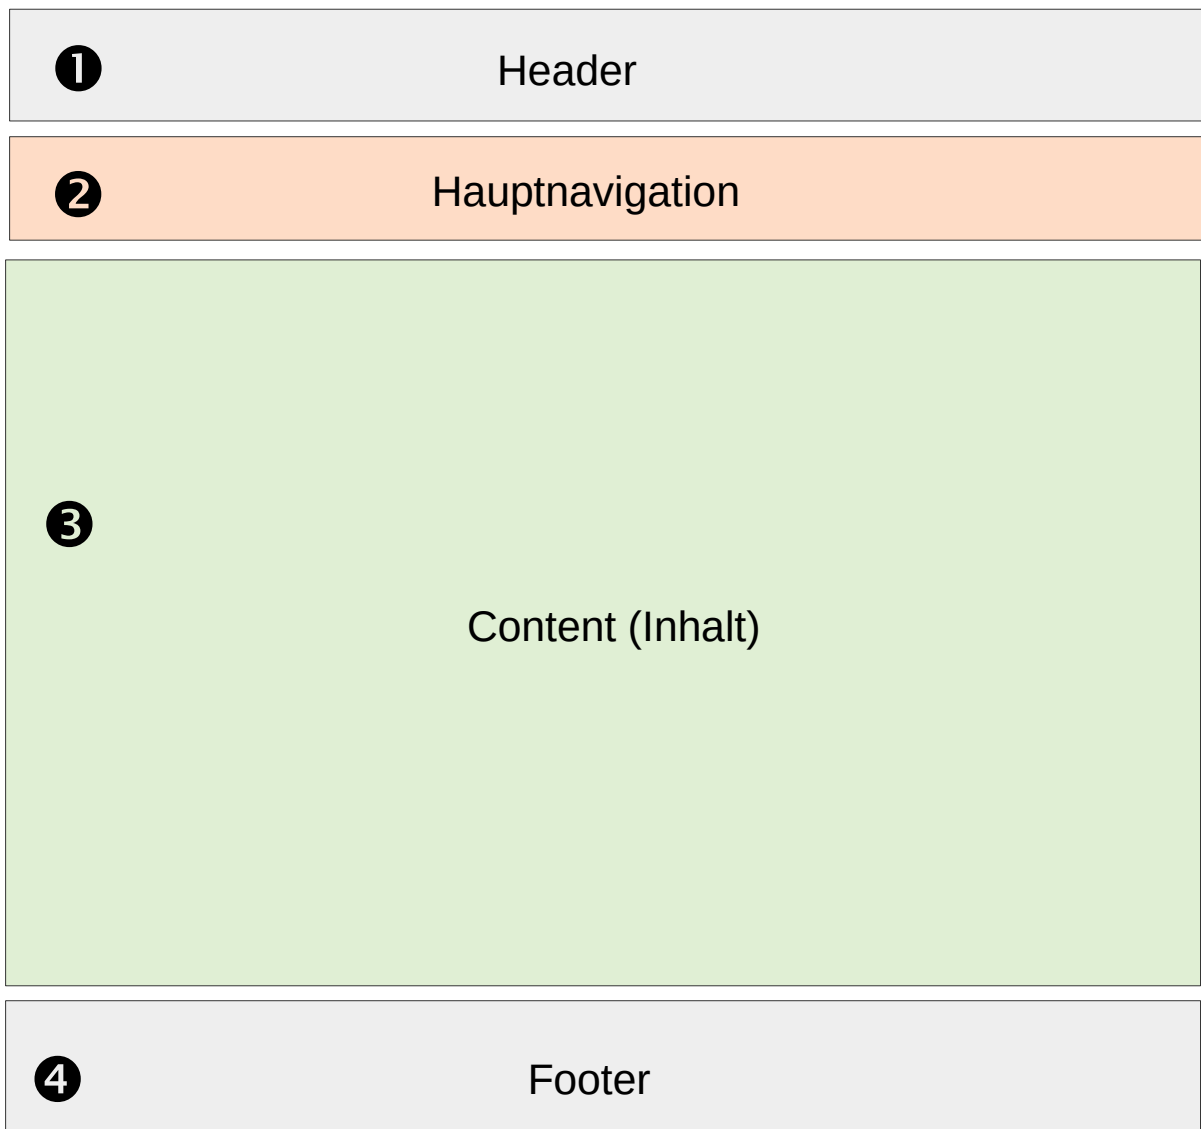 ❶ Header
❷ Hauptnavigation
❸
Content (Inhalt)
❹ Footer